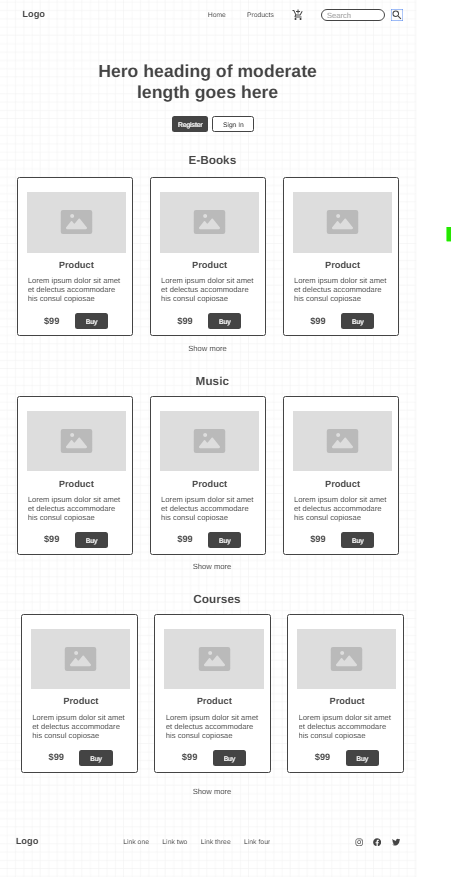 Logo
Home Products Search
Hero heading of moderate
length goes here
Register Sign in
E-Books
Product Product Product
Lorem ipsum dolor sit amet Lorem ipsum dolor sit amet Lorem ipsum dolor sit amet
et delectus accommodare et delectus accommodare et delectus accommodare
his consul copiosae his consul copiosae his consul copiosae
$99 Buy $99 Buy $99 Buy
Show more
Music
Product Product Product
Lorem ipsum dolor sit amet Lorem ipsum dolor sit amet Lorem ipsum dolor sit amet
et delectus accommodare et delectus accommodare et delectus accommodare
his consul copiosae his consul copiosae his consul copiosae
$99 Buy $99 Buy $99 Buy
Show more
Courses
Product Product Product
Lorem ipsum dolor sit amet Lorem ipsum dolor sit amet Lorem ipsum dolor sit amet
et delectus accommodare et delectus accommodare et delectus accommodare
his consul copiosae his consul copiosae his consul copiosae
$99 Buy $99 Buy $99 Buy
Show more
Logo Link one Link two Link three Link four